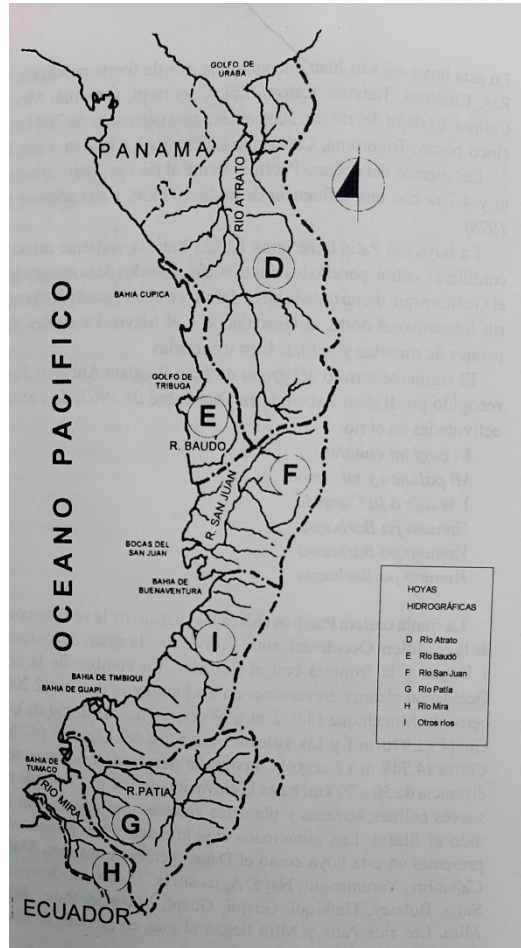 GOLFO DE
URABA
PANAMA
RIO ATRATO
D
BAHIA CUPICA
OCEANO PACIFICO
GOLFO DE
TRIBUGA
E
R. BAUDO
F
R. SAN JUAN
BOCAS DEL
SAN JUAN
BAHIA DE
BUENAVENTURA
I
HOYAS
HIDROGRÁFICAS
D Río Atrato
E Río Baudó
F Río San Juan
G Río Patía
H Río Mira
I Otros ríos
BAHIA DE TIMBIQUI
BAHIA DE GUAPI
BAHIA DE
TUMACO
RIO MIRA
R. PATIA
G
H
ECUADOR